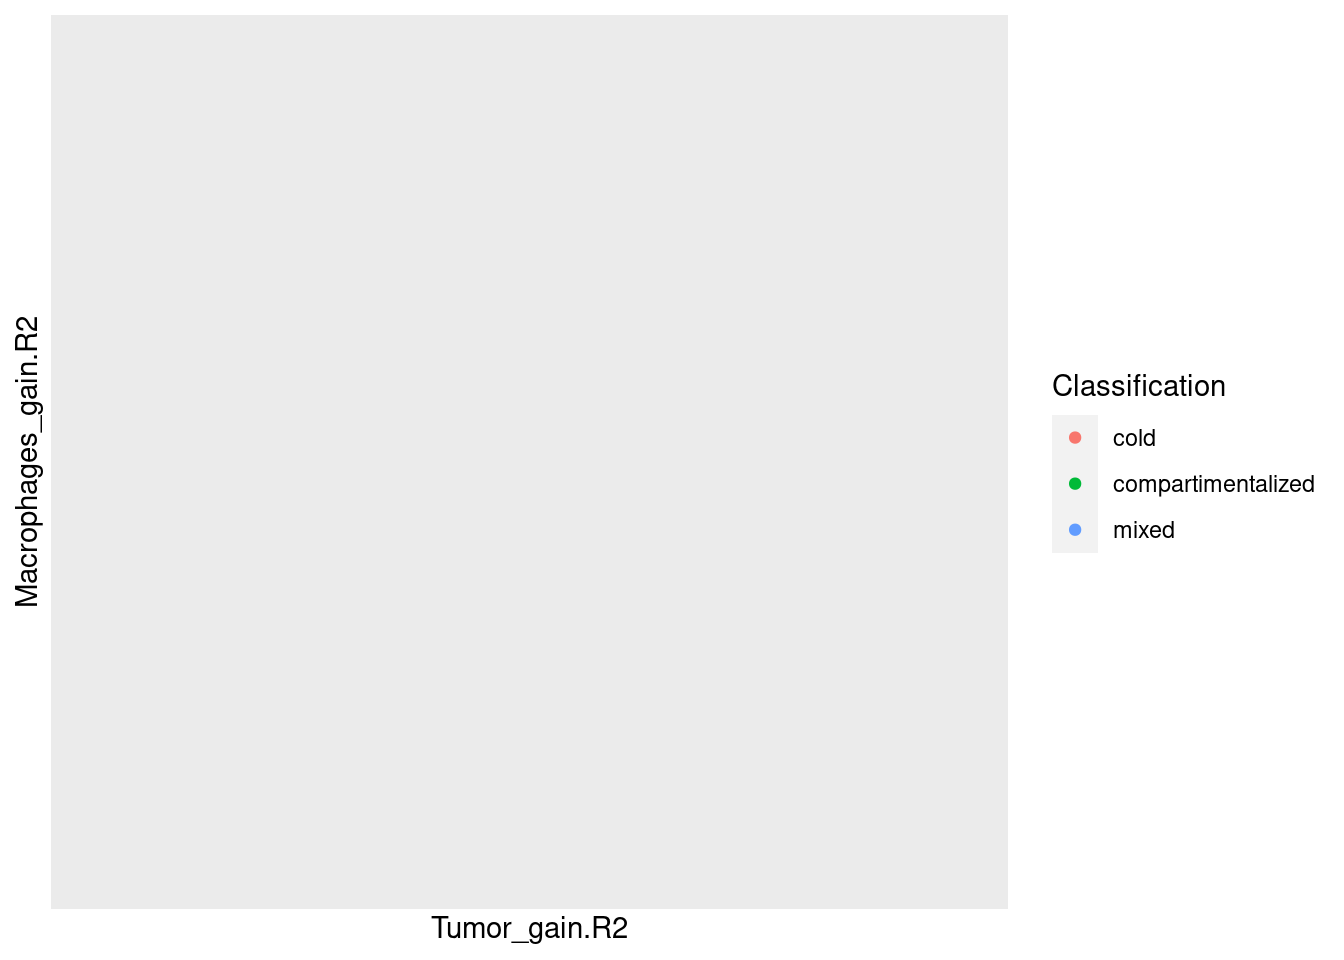 Macrophages_gain.R2
Tumor_gain.R2
Classification
cold
compartimentalized
mixed